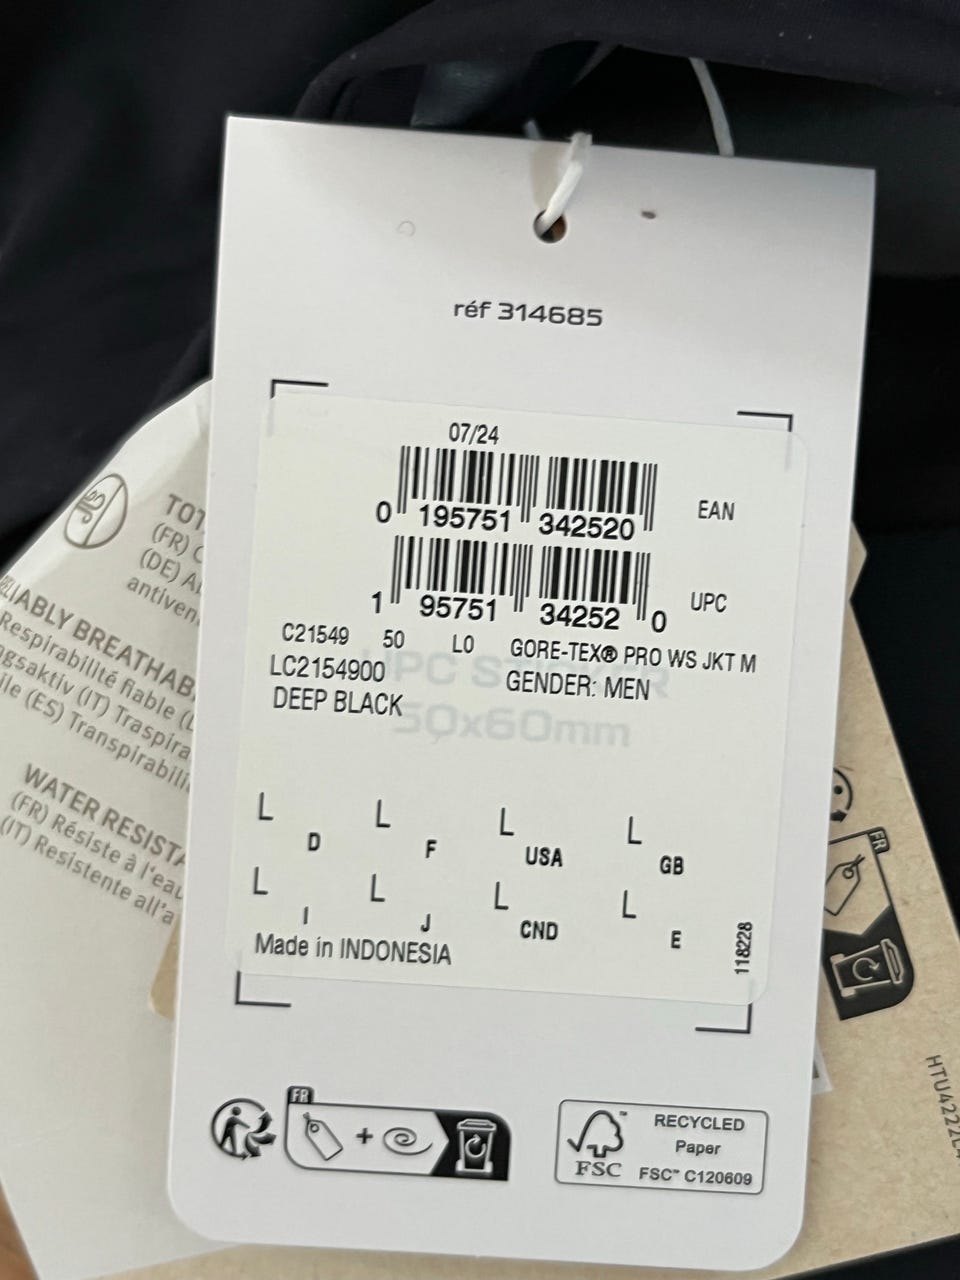 réf 314685
07/24
0 195751 342520 EAN
1 95751 34252 0 UPC
C21549 50 L0 GORE-TEX® PRO WS JKT M
LC2154900 GENDER: MEN
DEEP BLACK
UPC STICKER
50x60mm
L D L F L USA L GB
L I L J L CND L E
Made in INDONESIA
118228
FR
RECYCLED
Paper
FSC™ C120609
FSC™
TOT
(FR) C
(DE) A
antiven
RELIABLY BREATHAB
Respirabilité fiable (
ngsaktiv (IT) Traspira
ile (ES) Transpirabili
WATER RESISTA
(FR) Résiste à l'eau
(IT) Resistente all'a
FR